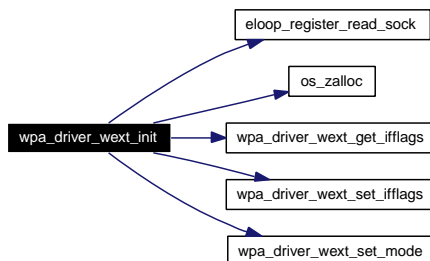 eloop_register_read_sock
os_zalloc
wpa_driver_wext_init
wpa_driver_wext_get_ifflags
wpa_driver_wext_set_ifflags
wpa_driver_wext_set_mode